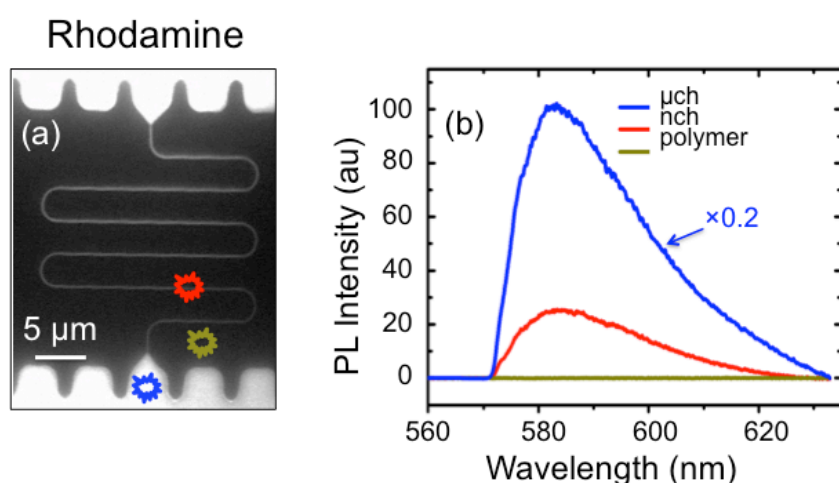 Rhodamine
(a)
5 µm
(b)
µch
nch
polymer
×0.2
PL Intensity (au)
100
80
60
40
20
0
560
580
600
620
Wavelength (nm)